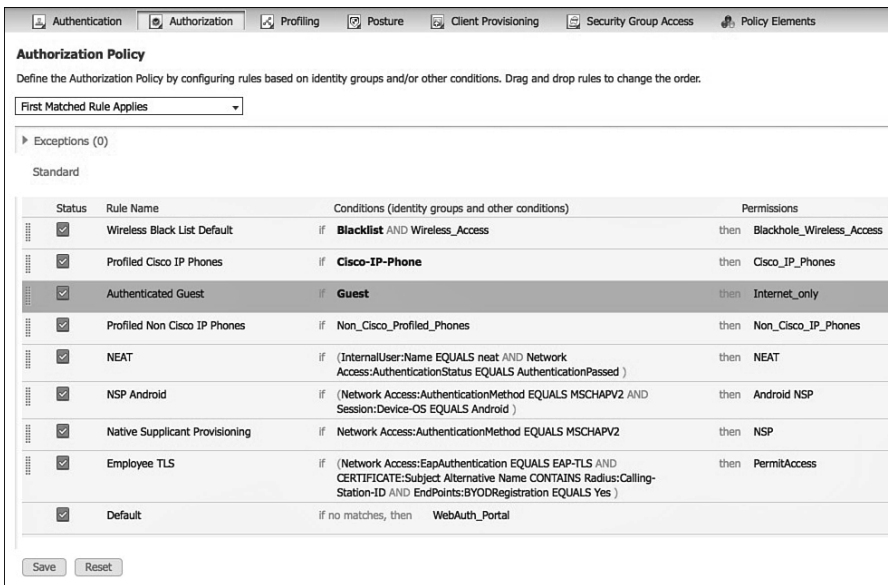 Authentication Authorization Profiling Posture Client Provisioning Security Group Access Policy Elements
Authorization Policy
Define the Authorization Policy by configuring rules based on identity groups and/or other conditions. Drag and drop rules to change the order.
First Matched Rule Applies
Exceptions (0)
Standard
Status Rule Name Conditions (identity groups and other conditions) Permissions
Wireless Black List Default if Blacklist AND Wireless_Access then Blackhole_Wireless_Access
Profiled Cisco IP Phones if Cisco-IP-Phone then Cisco_IP_Phones
Authenticated Guest if Guest then Internet_only
Profiled Non Cisco IP Phones if Non_Cisco_Profiled_Phones then Non_Cisco_IP_Phones
NEAT if (InternalUser:Name EQUALS neat AND Network then NEAT
Access:AuthenticationStatus EQUALS AuthenticationPassed )
NSP Android if (Network Access:AuthenticationMethod EQUALS MSCHAPV2 AND then Android NSP
Session:Device-OS EQUALS Android )
Native Supplicant Provisioning if Network Access:AuthenticationMethod EQUALS MSCHAPV2 then NSP
Employee TLS if (Network Access:EapAuthentication EQUALS EAP-TLS AND then PermitAccess
CERTIFICATE:Subject Alternative Name CONTAINS Radius:Calling-
Station-ID AND EndPoints:BYODRegistration EQUALS Yes )
Default if no matches, then WebAuth_Portal
Save Reset